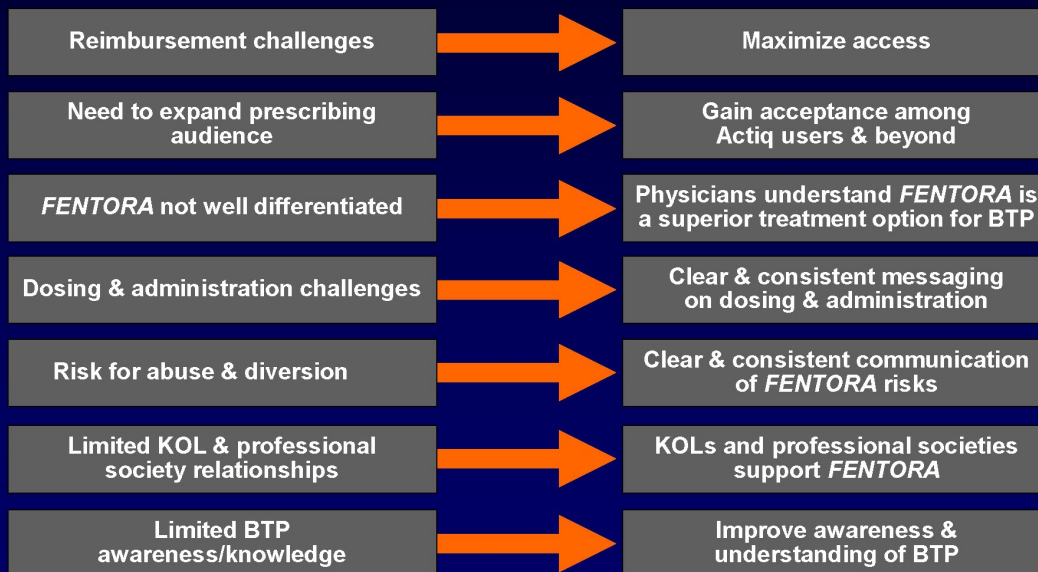 Reimbursement challenges
Maximize access
Need to expand prescribing
audience
Gain acceptance among
Actiq users & beyond
FENTORA not well differentiated
Physicians understand FENTORA is
a superior treatment option for BTP
Dosing & administration challenges
Clear & consistent messaging
on dosing & administration
Risk for abuse & diversion
Clear & consistent communication
of FENTORA risks
Limited KOL & professional
society relationships
KOLs and professional societies
support FENTORA
Limited BTP
awareness/knowledge
Improve awareness &
understanding of BTP